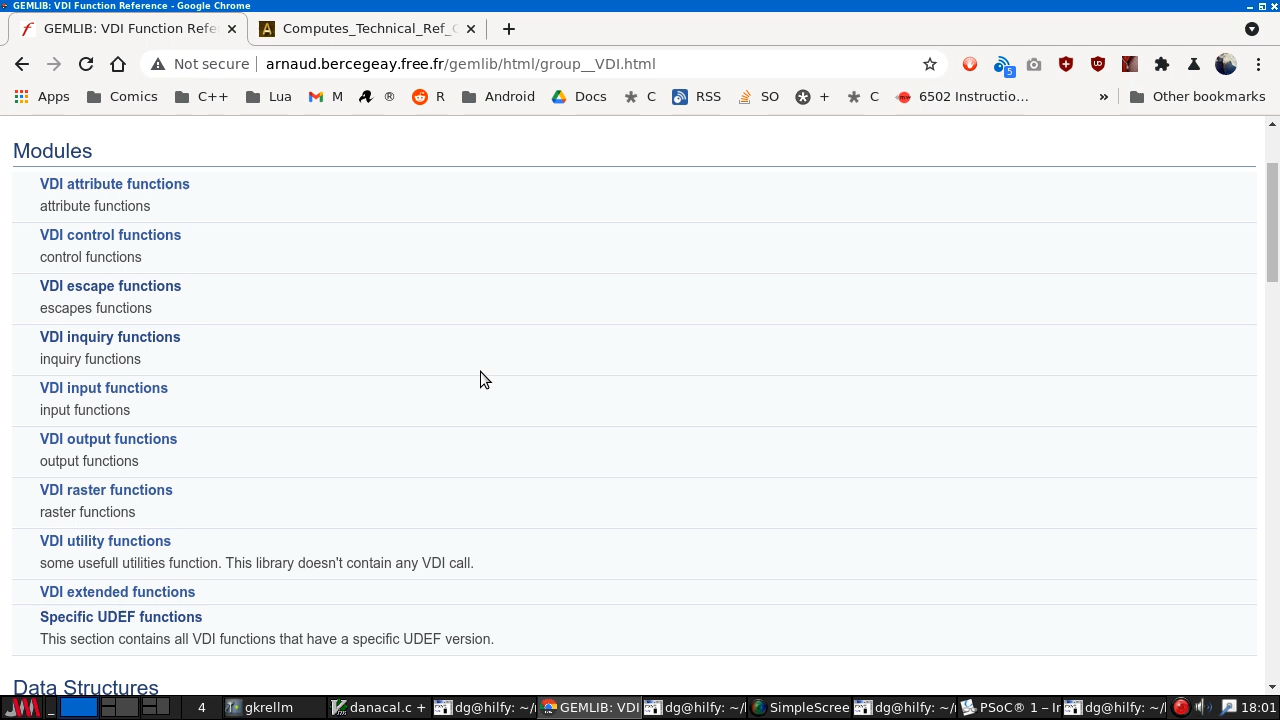 GEMLIB: VDI Function Reference - Google Chrome
GEMLIB: VDI Function Refe
Computes_Technical_Ref_
Not secure
arnaud.bercegeay.free.fr/gemlib/html/group__VDI.html
5
Apps
Comics
C++
Lua
M
®
R
Android
Docs
C
RSS
SO
+
C
6502 Instructio…
»
Other bookmarks
Modules
VDI attribute functions
attribute functions
VDI control functions
control functions
VDI escape functions
escapes functions
VDI inquiry functions
inquiry functions
VDI input functions
input functions
VDI output functions
output functions
VDI raster functions
raster functions
VDI utility functions
some usefull utilities function. This library doesn't contain any VDI call.
VDI extended functions
Specific UDEF functions
This section contains all VDI functions that have a specific UDEF version.
Data Structures
4
gkrellm
danacal.c +
dg@hilfy: ~/
GEMLIB: VDI
dg@hilfy: ~/
SimpleScree
dg@hilfy: ~/
PSoC® 1 – Ir
dg@hilfy: ~/
18:01